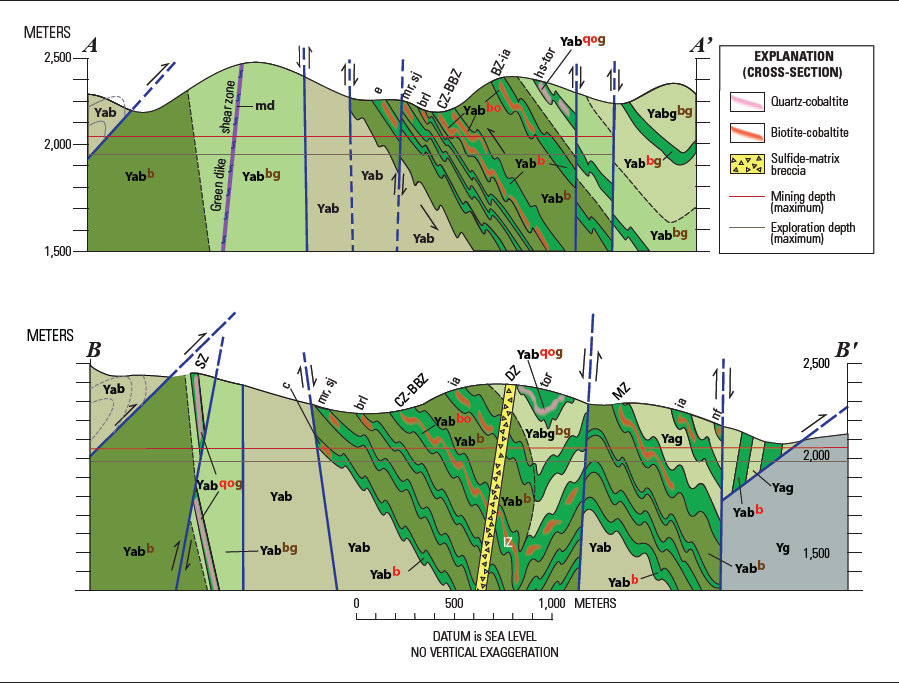 METERS
A
A'
2,500
2,000
1,500
Yab
Yabb
Green dike
shear zone
md
Yabbg
Yab
Yab
Yab
e
mr, sj
brl
CZ-BBZ
BZ-ia
hs-tor
Yabqog
Yabbo
Yabb
Yabb
Yabgbg
Yabbg
Yabbg
EXPLANATION
(CROSS-SECTION)
Quartz-cobaltite
Biotite-cobaltite
Sulfide-matrix
breccia
Mining depth
(maximum)
Exploration depth
(maximum)
METERS
B
B'
2,500
2,000
1,500
Yab
SZ
Yabqog
Yabb
Yabbg
Yab
Yab
c
mr, sj
brl
CZ-BBZ
ia
DZ
tor
Yabqog
Yabbo
Yabb
Yabgbg
Yabb
IZ
Yabb
MZ
ia
nf
Yag
Yab
Yabb
Yabb
Yabb
Yag
Yg
0 500 1,000 METERS
DATUM is SEA LEVEL
NO VERTICAL EXAGGERATION